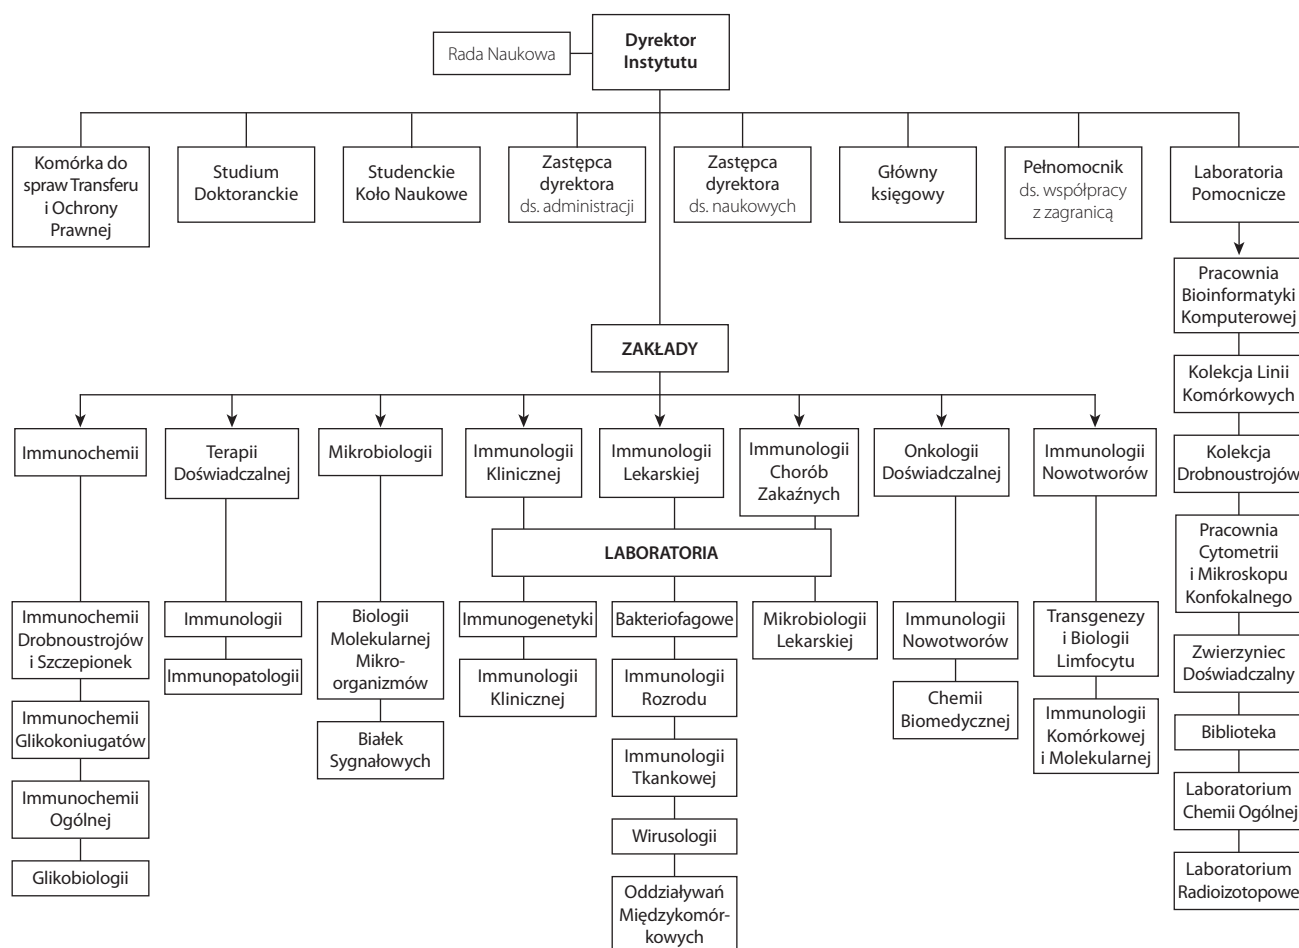 Rada Naukowa
Dyrektor
Instytutu
Komórka do
spraw Transferu
i Ochrony
Prawnej
Studium
Doktoranckie
Studenckie
Koło Naukowe
Zastępca
dyrektora
ds. administracji
Zastępca
dyrektora
ds. naukowych
Główny
księgowy
Pełnomocnik
ds. współpracy
z zagranicą
Laboratoria
Pomocnicze
Pracownia
Bioinformatyki
Komputerowej
Kolekcja Linii
Komórkowych
Kolekcja
Drobnoustrojów
Pracownia
Cytometrii
i Mikroskopu
Konfokalnego
Zwierzyniec
Doświadczalny
Biblioteka
Laboratorium
Chemii Ogólnej
Laboratorium
Radioizotopowe
ZAKŁADY
Immunochemii
Terapii
Doświadczalnej
Mikrobiologii
Immunologii
Klinicznej
Immunologii
Lekarskiej
Immunologii
Chorób
Zakaźnych
Onkologii
Doświadczalnej
Immunologii
Nowotworów
LABORATORIA
Immunochemii
Drobnoustrojów
i Szczepionek
Immunochemii
Glikokoniugatów
Immunochemii
Ogólnej
Glikobiologii
Immunologii
Immunopatologii
Biologii
Molekularnej
Mikro-
organizmów
Białek
Sygnałowych
Immunogenetyki
Immunologii
Klinicznej
Bakteriofagowe
Immunologii
Rozrodu
Immunologii
Tkankowej
Wirusologii
Oddziaływań
Międzykomór-
kowych
Mikrobiologii
Lekarskiej
Immunologii
Nowotworów
Chemii
Biomedycznej
Transgenezy
i Biologii
Limfocytu
Immunologii
Komórkowej
i Molekularnej